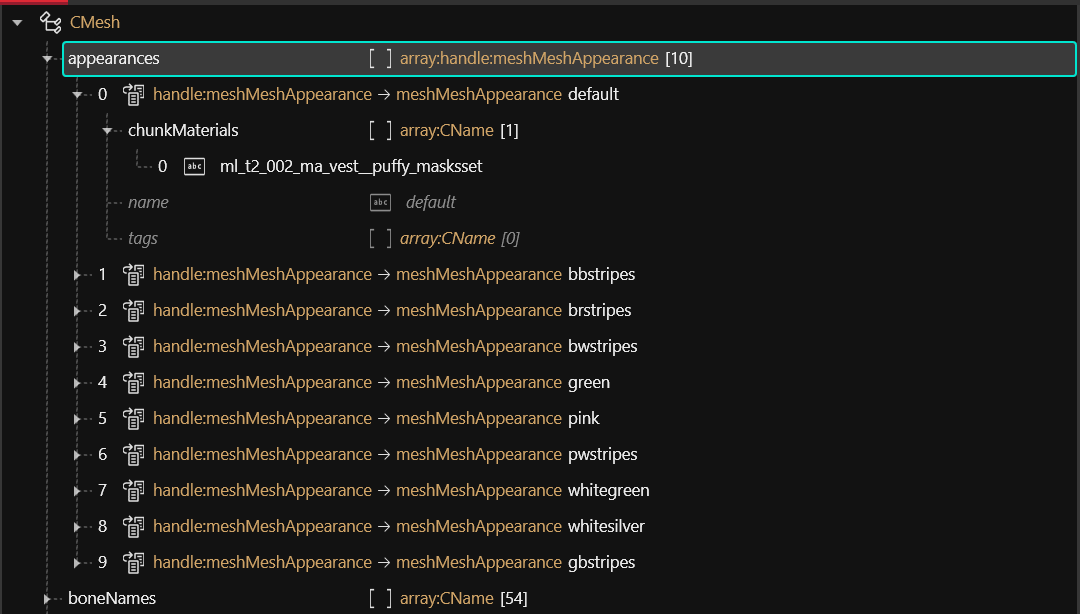 CMesh
appearances [ ] array:handle:meshMeshAppearance [10]
0 handle:meshMeshAppearance → meshMeshAppearance default
chunkMaterials [ ] array:CName [1]
0 abc ml_t2_002_ma_vest__puffy_masksset
name abc default
tags [ ] array:CName [0]
1 handle:meshMeshAppearance → meshMeshAppearance bbstripes
2 handle:meshMeshAppearance → meshMeshAppearance brstripes
3 handle:meshMeshAppearance → meshMeshAppearance bwstripes
4 handle:meshMeshAppearance → meshMeshAppearance green
5 handle:meshMeshAppearance → meshMeshAppearance pink
6 handle:meshMeshAppearance → meshMeshAppearance pwstripes
7 handle:meshMeshAppearance → meshMeshAppearance whitegreen
8 handle:meshMeshAppearance → meshMeshAppearance whitesilver
9 handle:meshMeshAppearance → meshMeshAppearance gbstripes
boneNames [ ] array:CName [54]